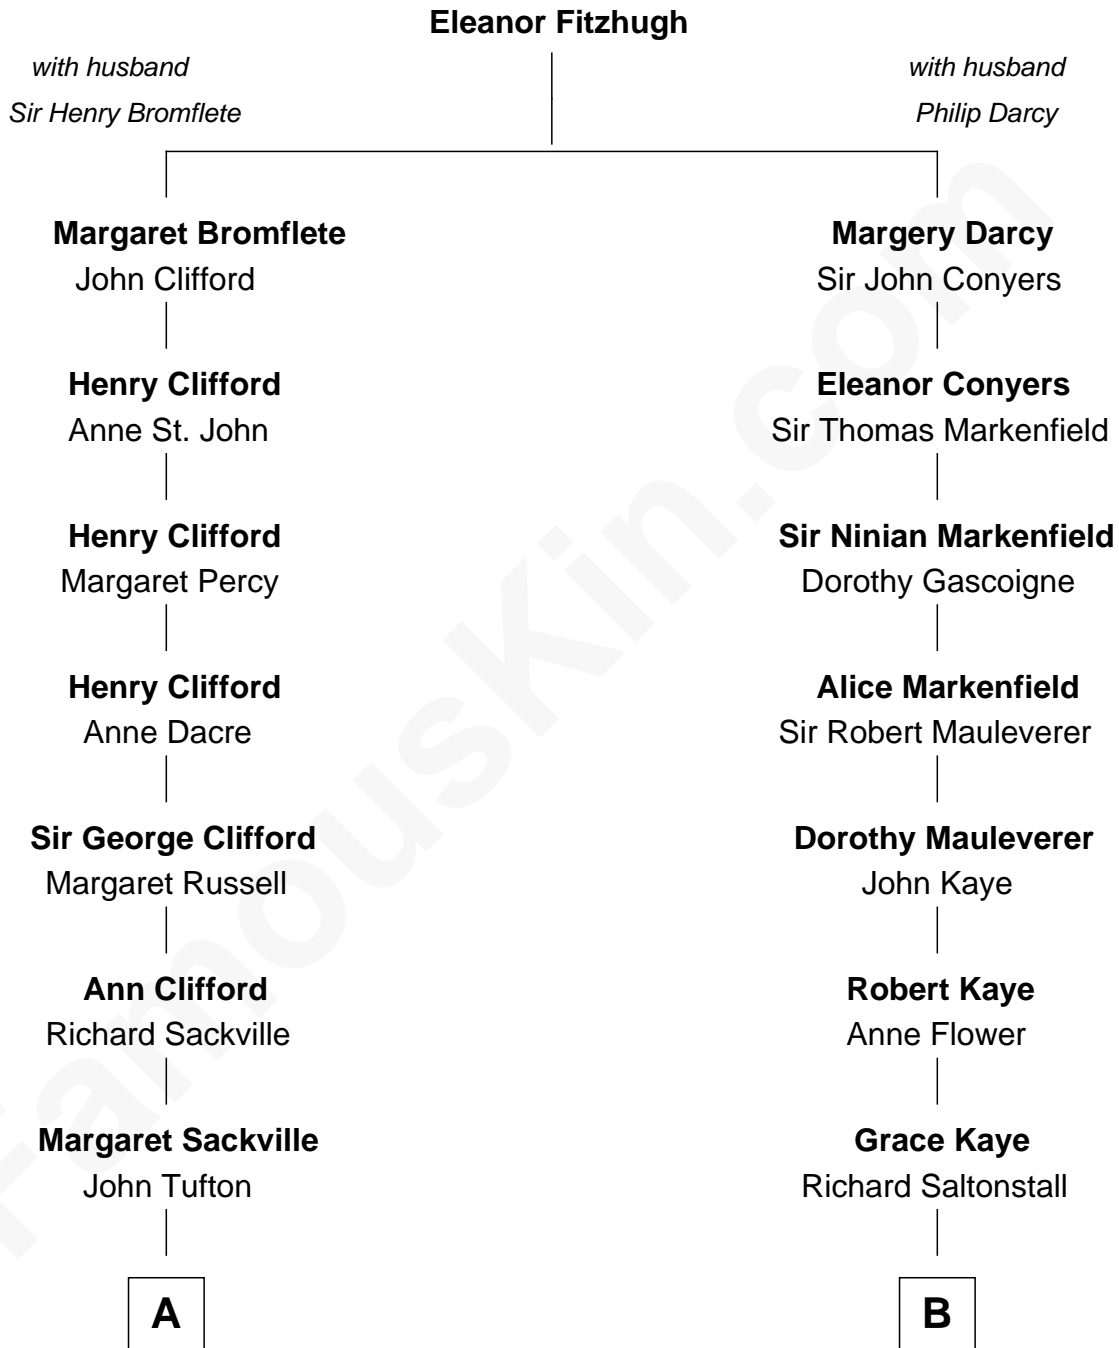 Eleanor Fitzhugh
with husband
Sir Henry Bromflete
with husband
Philip Darcy
Margaret Bromflete
John Clifford
Margery Darcy
Sir John Conyers
Henry Clifford
Anne St. John
Eleanor Conyers
Sir Thomas Markenfield
Henry Clifford
Margaret Percy
Sir Ninian Markenfield
Dorothy Gascoigne
Henry Clifford
Anne Dacre
Alice Markenfield
Sir Robert Mauleverer
Sir George Clifford
Margaret Russell
Dorothy Mauleverer
John Kaye
Ann Clifford
Richard Sackville
Robert Kaye
Anne Flower
Margaret Sackville
John Tufton
Grace Kaye
Richard Saltonstall
A
B
FamousKin.com